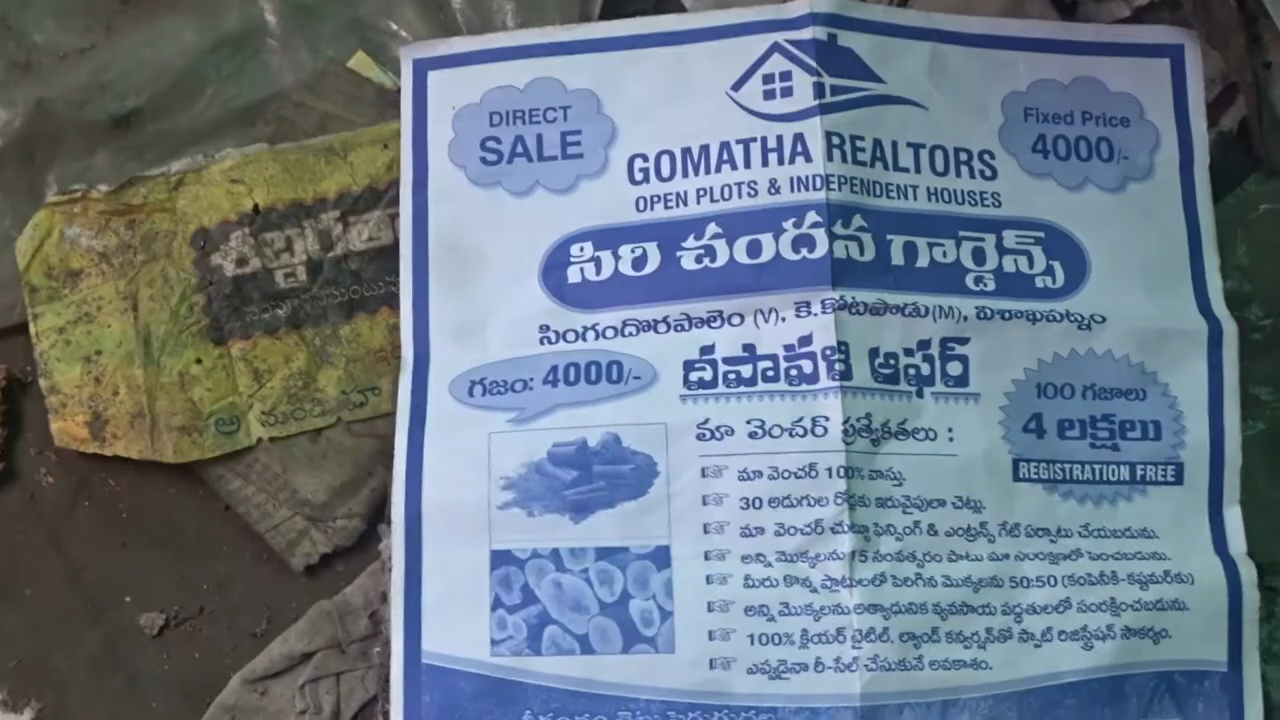 శబ్దరత్నా
అ నుండి హ
DIRECT
SALE
Fixed Price
4000/-
GOMATHA REALTORS
OPEN PLOTS & INDEPENDENT HOUSES
సిరి చందన గార్డెన్స్
సింగందొరపాలెం (V), కె.కోటపాడు (M), విశాఖపట్నం
గజం: 4000/-
దీపావళి ఆఫర్
100 గజాలు
4 లక్షలు
REGISTRATION FREE
మా వెంచర్ ప్రత్యేకతలు :
మా వెంచర్ 100% వాస్తు.
30 అడుగుల రోడ్లకు ఇరువైపులా చెట్లు.
మా వెంచర్ చుట్టూ ఫెన్సింగ్ & ఎంట్రన్స్ గేట్ ఏర్పాటు చేయబడును.
అన్ని మొక్కలను 15 సంవత్సరం పాటు మా సంరక్షణలో పెంచబడును.
మీరు కొన్న ప్లాటులలో పెరిగిన మొక్కలను 50:50 (కంపెనీకి-కస్టమర్‌కు)
అన్ని మొక్కలను అత్యాధునిక వ్యవసాయ పద్ధతులలో సంరక్షించబడును.
100% క్లియర్ టైటిల్. ల్యాండ్ కన్వర్షన్‌తో స్పాట్ రిజిస్ట్రేషన్ సౌకర్యం.
ఎప్పుడైనా రీ-సేల్ చేసుకునే అవకాశం.